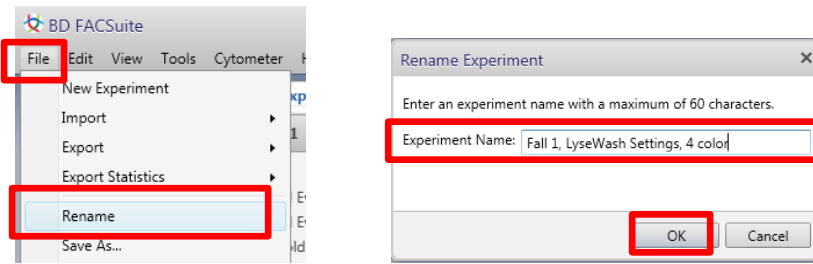 BD FACSuite
File Edit View Tools Cytometer
New Experiment
Import
1
Export
Export Statistics
Rename
Save As...
Rename Experiment
Enter an experiment name with a maximum of 60 characters.
Experiment Name: Fall 1, LyseWash Settings, 4 color
OK Cancel